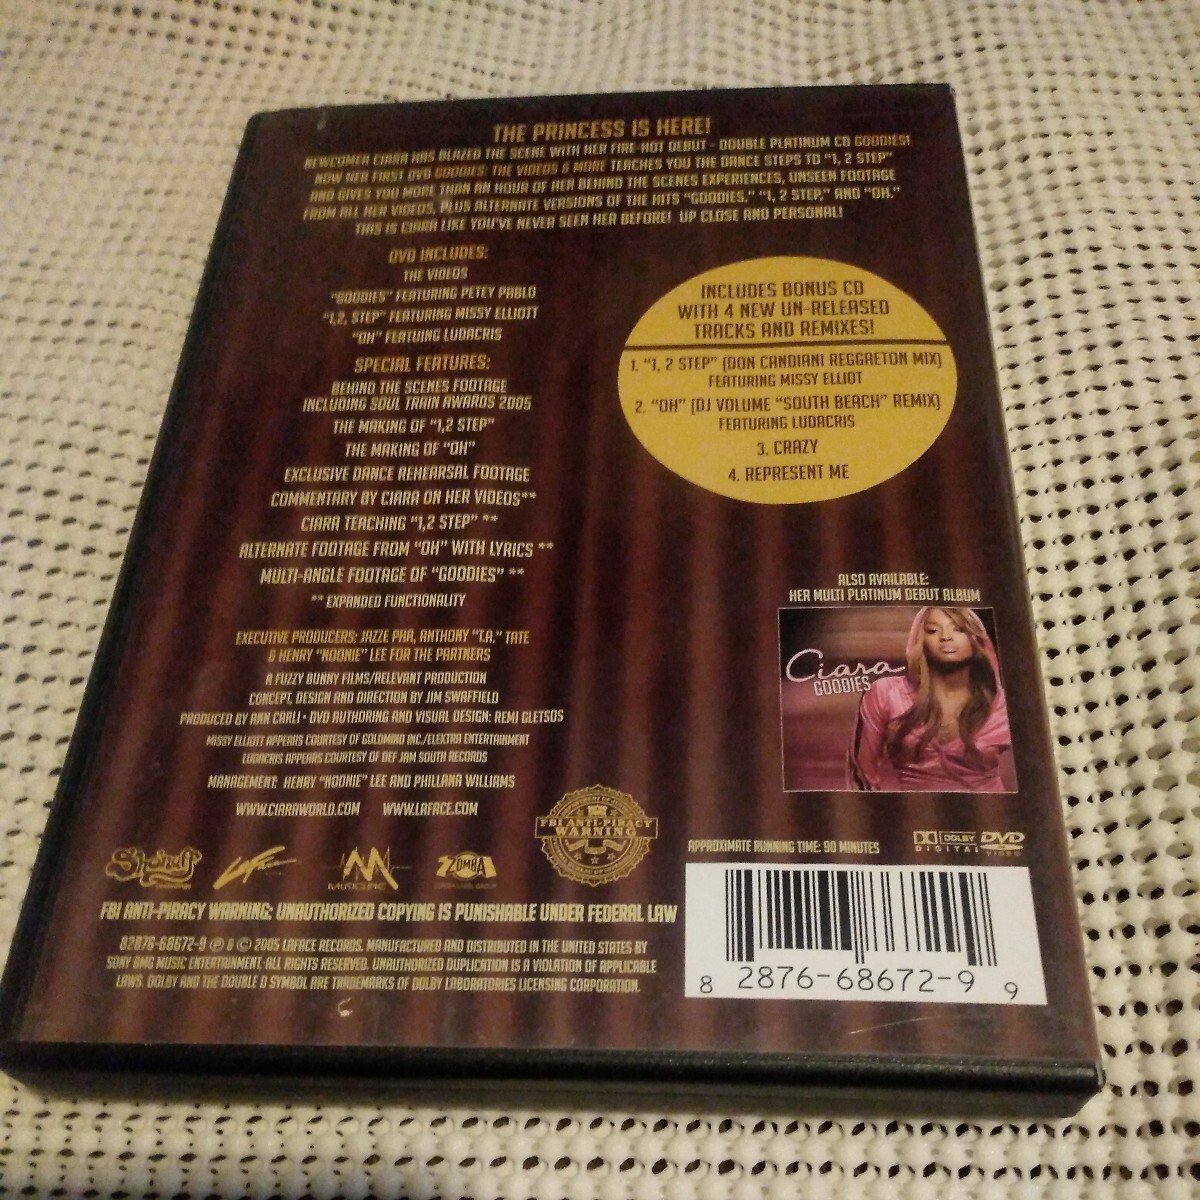 THE PRINCESS IS HERE!
NEWCOMER CIARA HAS BLAZED THE SCENE WITH HER FIRE-HOT DEBUT - DOUBLE PLATINUM CD GOODIES!
NOW HER FIRST DVD GOODIES: THE VIDEOS & MORE TEACHES YOU THE DANCE STEPS TO "1, 2 STEP"
AND GIVES YOU MORE THAN AN HOUR OF HER BEHIND THE SCENES EXPERIENCES, UNSEEN FOOTAGE
FROM ALL HER VIDEOS, PLUS ALTERNATE VERSIONS OF THE HITS "GOODIES," "1, 2 STEP," AND "OH."
THIS IS CIARA LIKE YOU'VE NEVER SEEN HER BEFORE! UP CLOSE AND PERSONAL!
DVD INCLUDES:
THE VIDEOS
"GOODIES" FEATURING PETEY PABLO
"1,2, STEP" FEATURING MISSY ELLIOTT
"OH" FEATUING LUDACRIS
SPECIAL FEATURES:
BEHIND THE SCENES FOOTAGE
INCLUDING SOUL TRAIN AWARDS 2005
THE MAKING OF "1,2 STEP"
THE MAKING OF "OH"
EXCLUSIVE DANCE REHEARSAL FOOTAGE
COMMENTARY BY CIARA ON HER VIDEOS**
CIARA TEACHING "1,2 STEP" **
ALTERNATE FOOTAGE FROM "OH" WITH LYRICS **
MULTI-ANGLE FOOTAGE OF "GOODIES" **
** EXPANDED FUNCTIONALITY
INCLUDES BONUS CD
WITH 4 NEW UN-RELEASED
TRACKS AND REMIXES!
1. "1, 2 STEP" (DON CANDIANI REGGAETON MIX)
FEATURING MISSY ELLIOT
2. "OH" (DJ VOLUME "SOUTH BEACH" REMIX)
FEATURING LUDACRIS
3. CRAZY
4. REPRESENT ME
ALSO AVAILABLE:
HER MULTI PLATINUM DEBUT ALBUM
Ciara
GOODIES
EXECUTIVE PRODUCERS: JAZZE PHA, ANTHONY "T.A." TATE
& HENRY "NOONIE" LEE FOR THE PARTNERS
A FUZZY BUNNY FILMS/RELEVANT PRODUCTION
CONCEPT, DESIGN AND DIRECTION BY JIM SWAFFIELD
PRODUCED BY ANN CARLI • DVD AUTHORING AND VISUAL DESIGN: REMI GLETSOS
MISSY ELLIOTT APPEARS COURTESY OF GOLDMIND INC./ELEKTRA ENTERTAINMENT
LUDACRIS APPEARS COURTESY OF DEF JAM SOUTH RECORDS
MANAGEMENT: HENRY "NOONIE" LEE AND PHILLANA WILLIAMS
WWW.CIARAWORLD.COM WWW.LAFACE.COM
FBI ANTI-PIRACY
WARNING
APPROXIMATE RUNNING TIME: 90 MINUTES
DOLBY
DIGITAL
DVD
VIDEO
LaFace
MUSICLINE
ZOMBA
FBI ANTI-PIRACY WARNING: UNAUTHORIZED COPYING IS PUNISHABLE UNDER FEDERAL LAW
82876-68672-9 ℗ & © 2005 LAFACE RECORDS. MANUFACTURED AND DISTRIBUTED IN THE UNITED STATES BY
SONY BMG MUSIC ENTERTAINMENT. ALL RIGHTS RESERVED. UNAUTHORIZED DUPLICATION IS A VIOLATION OF APPLICABLE
LAWS. DOLBY AND THE DOUBLE D SYMBOL ARE TRADEMARKS OF DOLBY LABORATORIES LICENSING CORPORATION.
8 2876-68672-9 9